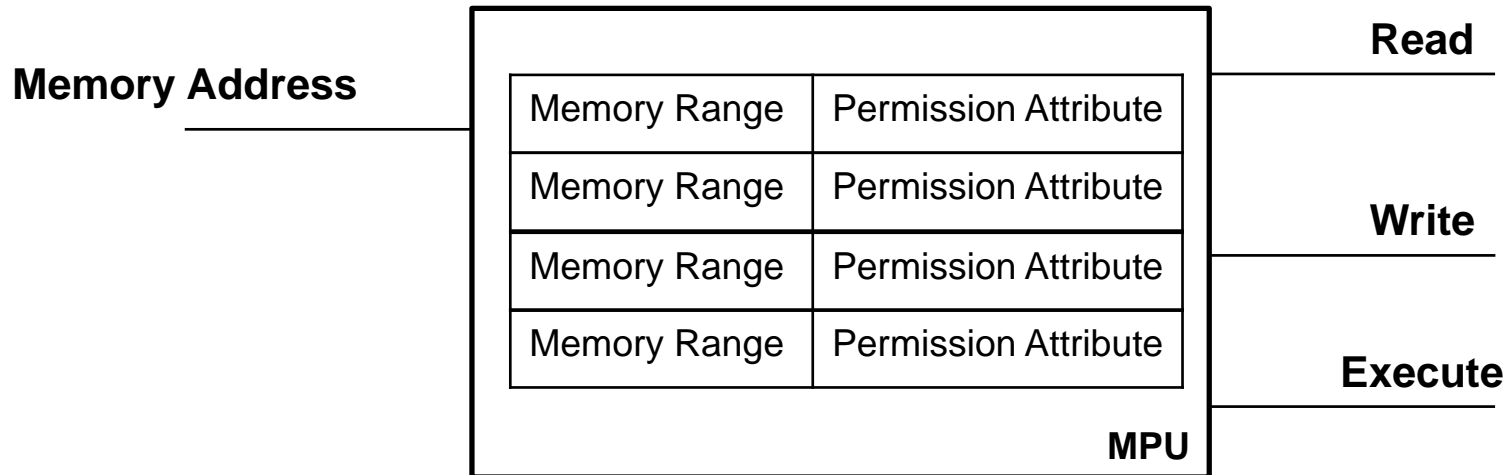 Read
Memory Address
Memory Range Permission Attribute
Memory Range Permission Attribute
Write
Memory Range Permission Attribute
Memory Range Permission Attribute
Execute
MPU